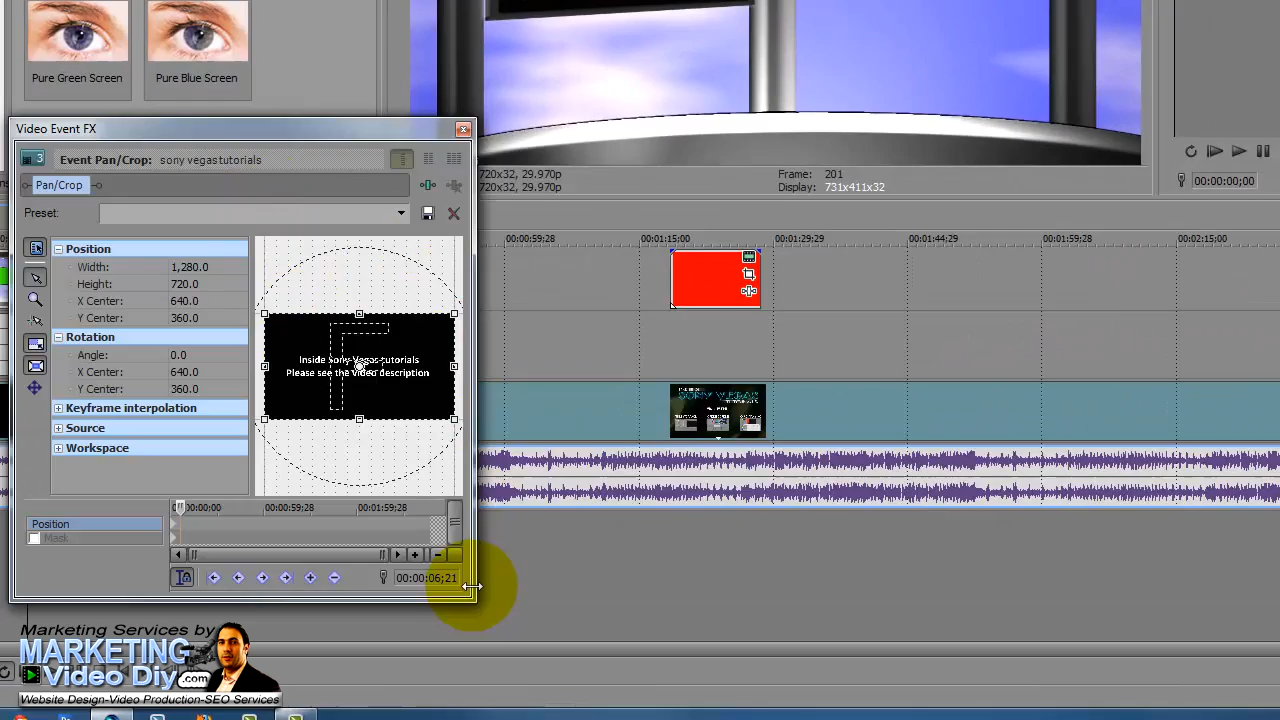 Pure Green Screen
Pure Blue Screen
Video Event FX
3
Event Pan/Crop: sonyvegastutorials
Pan/Crop
Preset:
Position
Width: 1,280.0
Height: 720.0
X Center: 640.0
Y Center: 360.0
Rotation
Angle: 0.0
X Center: 640.0
Y Center: 360.0
Keyframe interpolation
Source
Workspace
Inside Sony Vegas tutorials
Please see the video description
00:00:00 00:00:59;28 00:01:59;28
Position
Mask
00:00:06;21
720x32, 29.970p
720x32, 29.970p
Frame: 201
Display: 731x411x32
00:00:00;00
00:00:59;28 00:01:15;00 00:01:29;29 00:01:44;29 00:01:59;28 00:02:15;00
SONY VEGAS
Marketing Services by
MARKETING
Video Diy.com
Website Design-Video Production-SEO Services